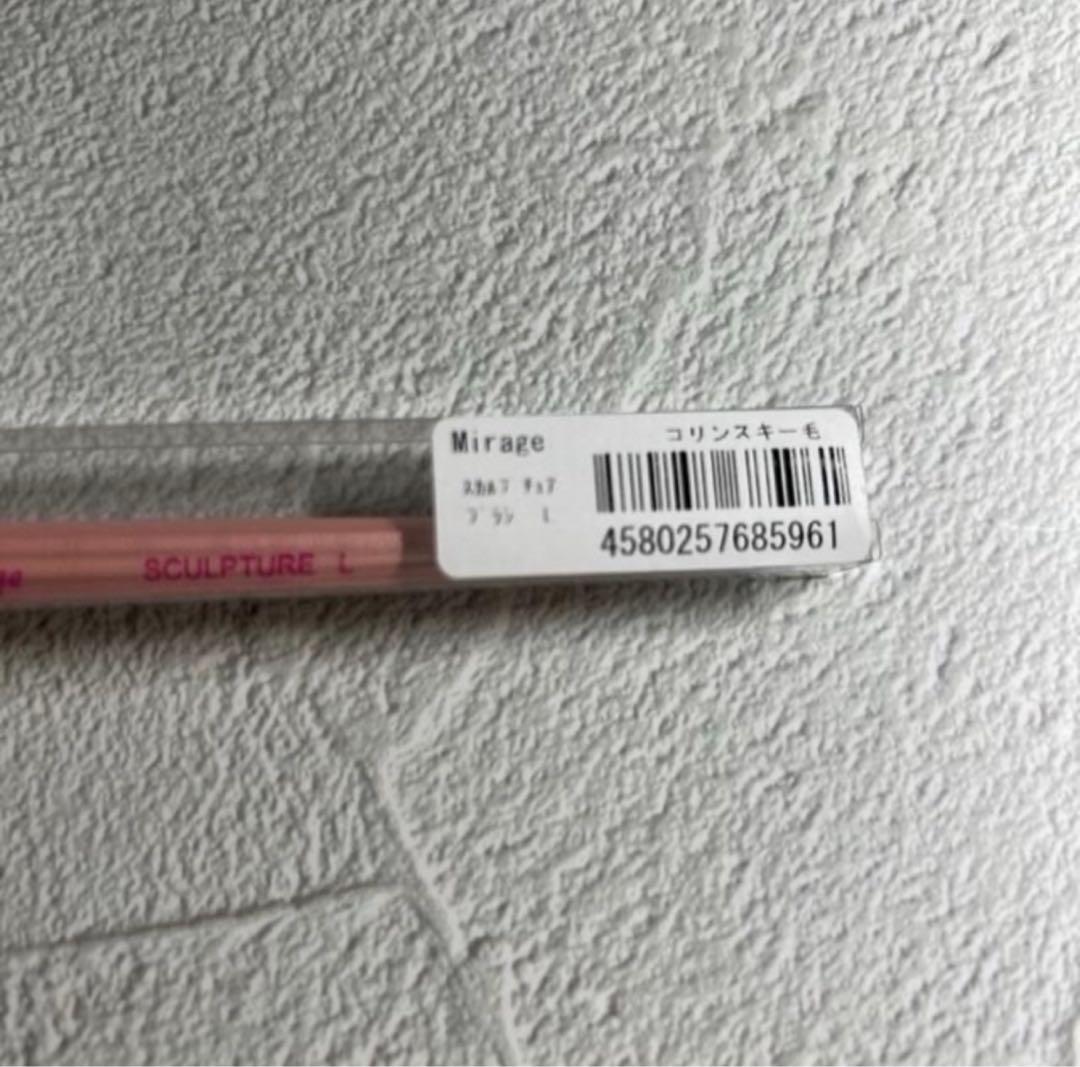 Mirage
コリンスキー毛
スカルプチュア
ブラシ L
4580257685961
SCULPTURE L